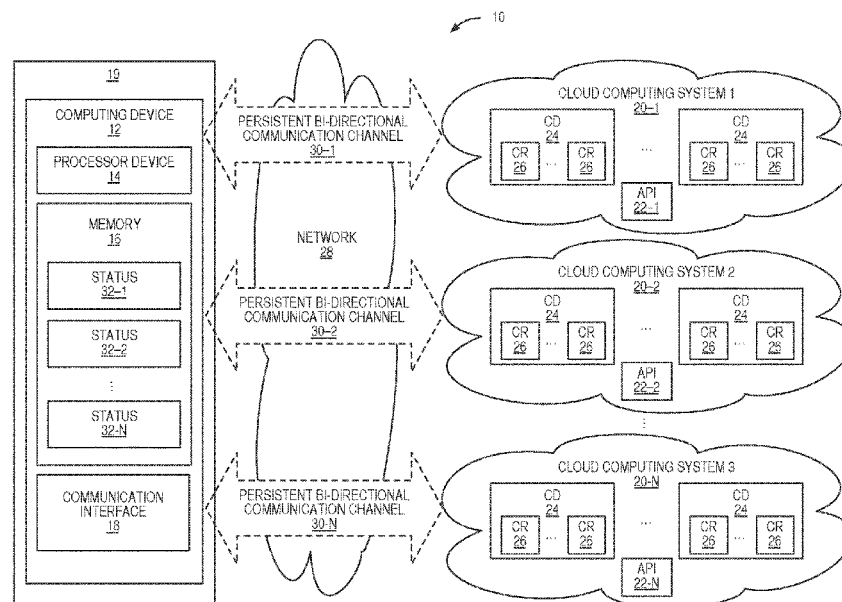 10
19
COMPUTING DEVICE
12
PROCESSOR DEVICE
14
MEMORY
16
STATUS
32-1
STATUS
32-2
⋮
STATUS
32-N
COMMUNICATION
INTERFACE
18
PERSISTENT BI-DIRECTIONAL
COMMUNICATION CHANNEL
30-1
NETWORK
28
PERSISTENT BI-DIRECTIONAL
COMMUNICATION CHANNEL
30-2
PERSISTENT BI-DIRECTIONAL
COMMUNICATION CHANNEL
30-N
CLOUD COMPUTING SYSTEM 1
20-1
CD
24
CR
26
...
CR
26
...
CD
24
CR
26
...
CR
26
API
22-1
CLOUD COMPUTING SYSTEM 2
20-2
CD
24
CR
26
...
CR
26
...
CD
24
CR
26
...
CR
26
API
22-2
⋮
CLOUD COMPUTING SYSTEM 3
20-N
CD
24
CR
26
...
CR
26
...
CD
24
CR
26
...
CR
26
API
22-N